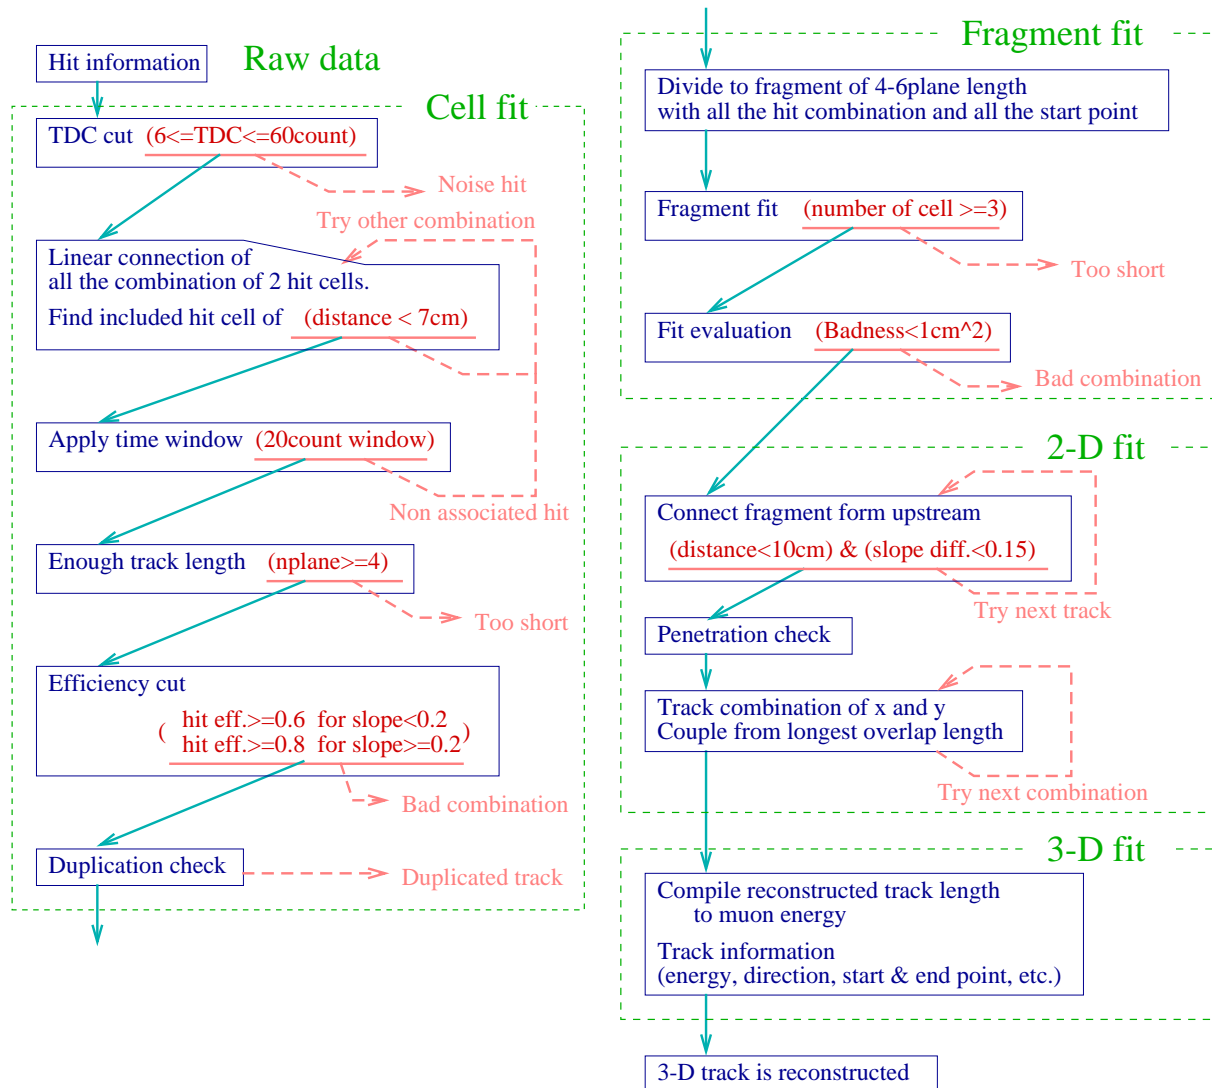 Hit information
Raw data
Cell fit
TDC cut (6<=TDC<=60count)
Noise hit
Try other combination
Linear connection of
all the combination of 2 hit cells.
Find included hit cell of (distance < 7cm)
Apply time window (20count window)
Non associated hit
Enough track length (nplane>=4)
Too short
Efficiency cut
( hit eff.>=0.6 for slope<0.2
hit eff.>=0.8 for slope>=0.2 )
Bad combination
Duplication check
Duplicated track
Fragment fit
Divide to fragment of 4-6plane length
with all the hit combination and all the start point
Fragment fit (number of cell >=3)
Too short
Fit evaluation (Badness<1cm^2)
Bad combination
2-D fit
Connect fragment form upstream
(distance<10cm) & (slope diff.<0.15)
Try next track
Penetration check
Track combination of x and y
Couple from longest overlap length
Try next combination
3-D fit
Compile reconstructed track length
to muon energy
Track information
(energy, direction, start & end point, etc.)
3-D track is reconstructed